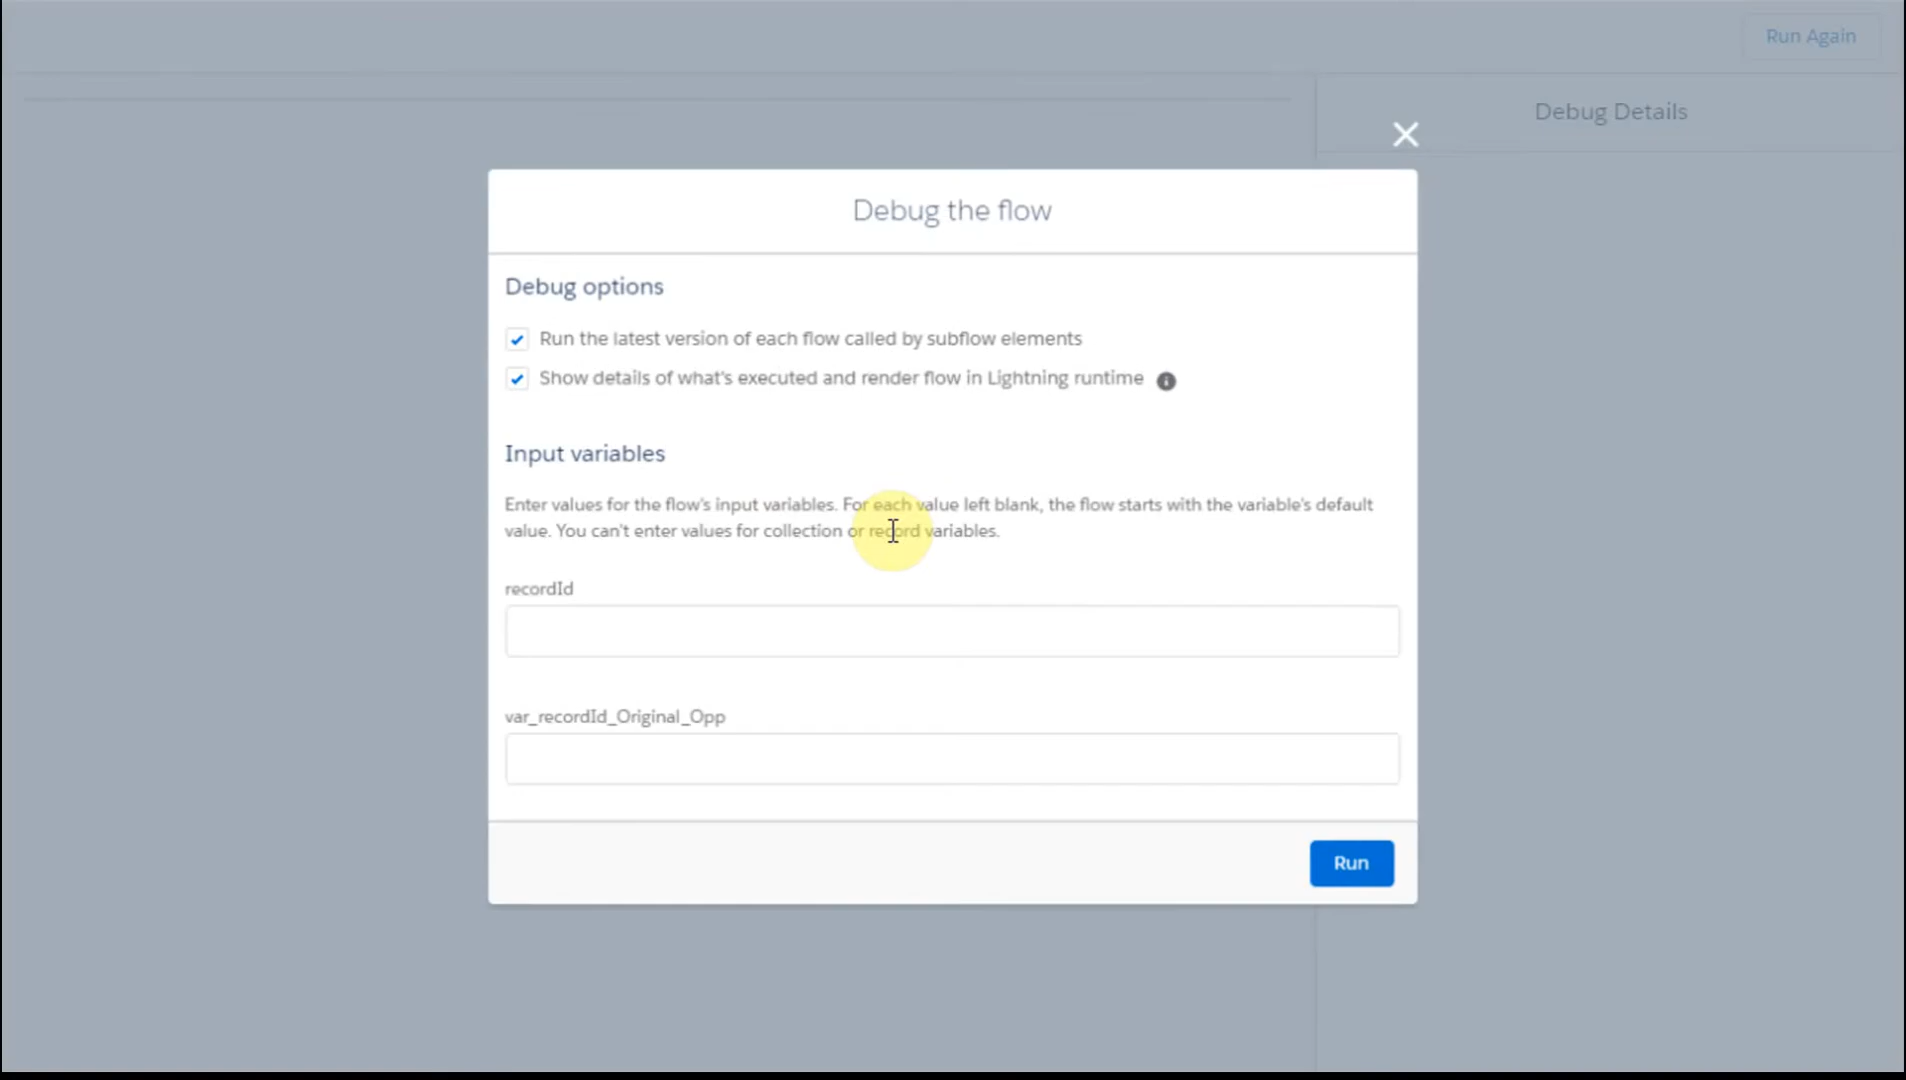 Run Again
Debug Details
Debug the flow
Debug options
Run the latest version of each flow called by subflow elements
Show details of what's executed and render flow in Lightning runtime
Input variables
Enter values for the flow's input variables. For each value left blank, the flow starts with the variable's default
value. You can't enter values for collection or record variables.
recordId
var_recordId_Original_Opp
Run